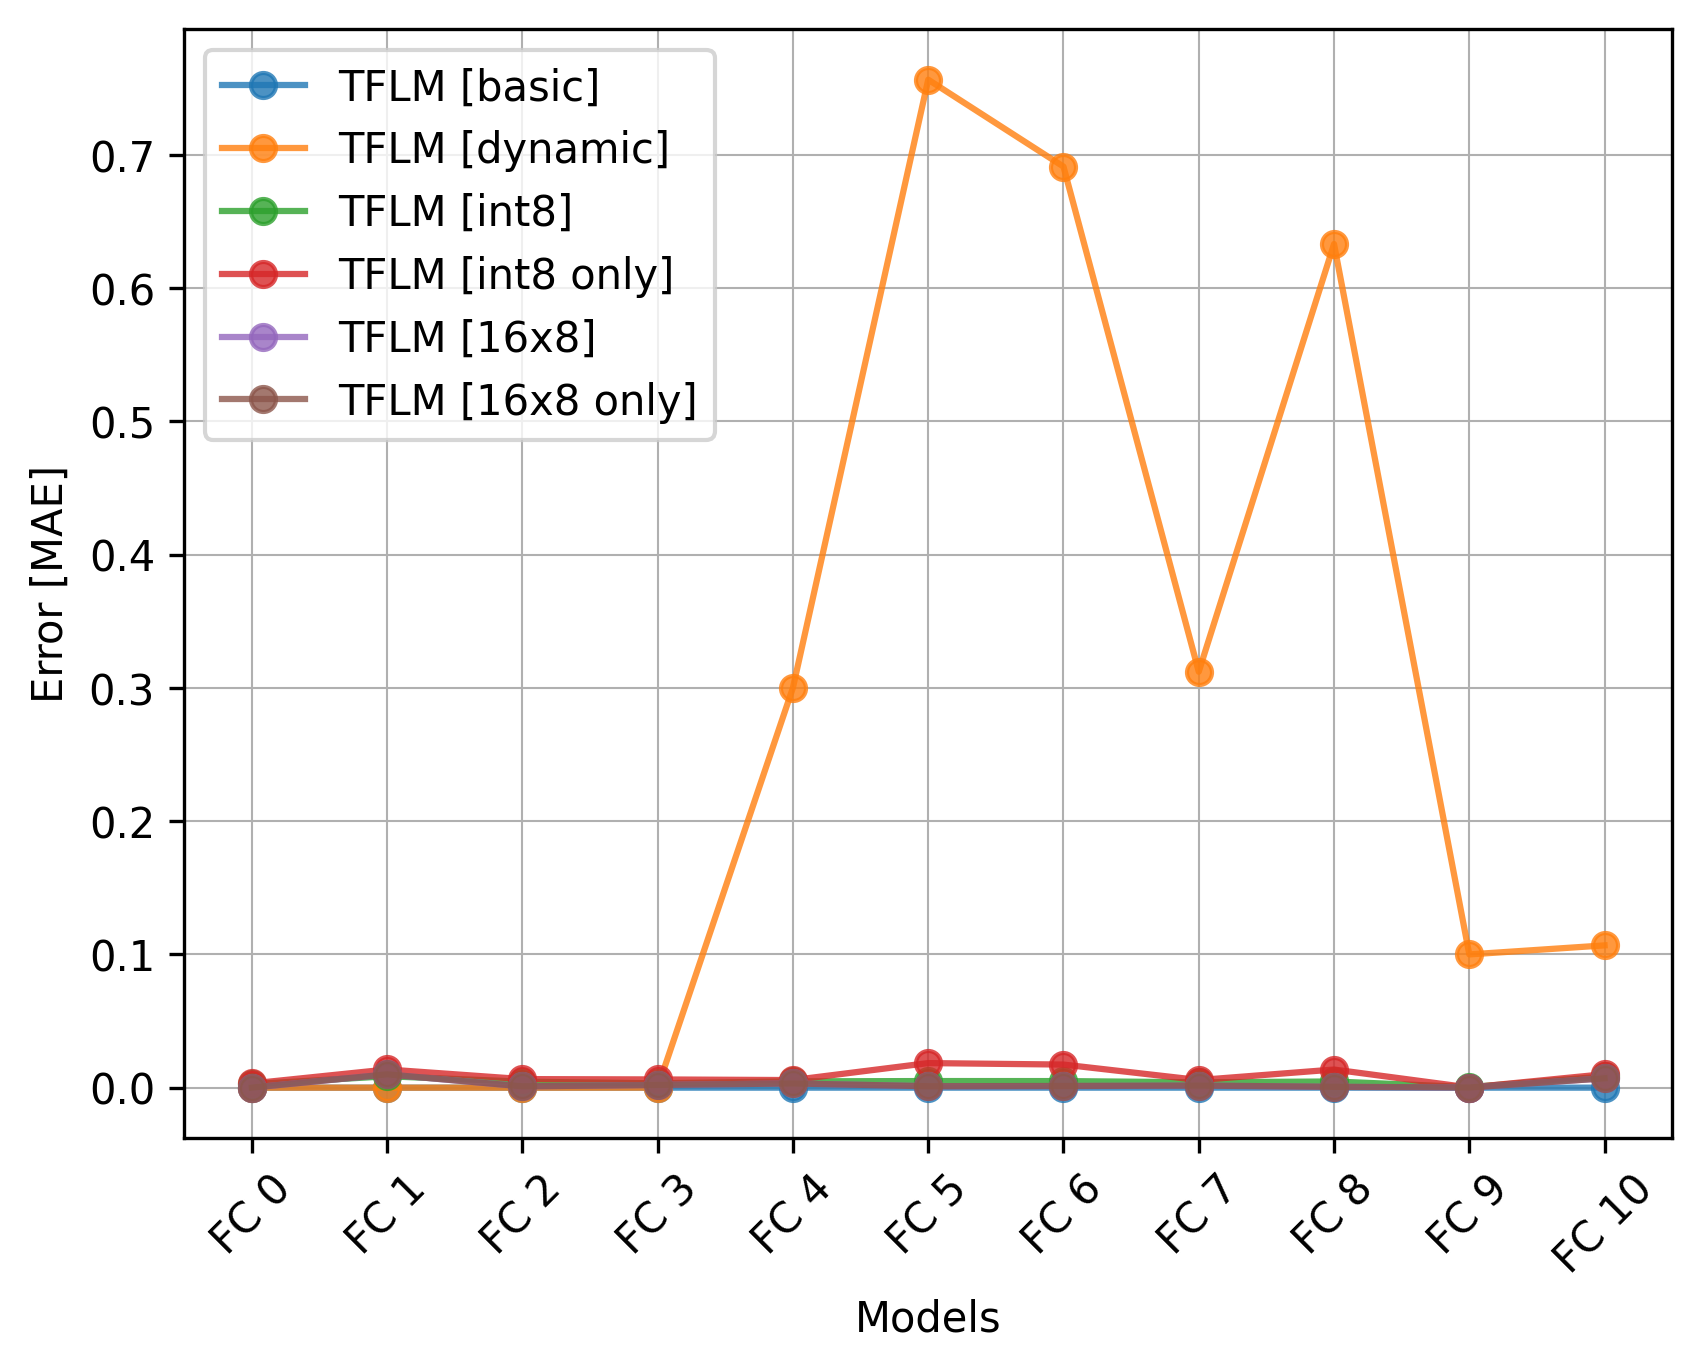 TFLM [basic]
TFLM [dynamic]
TFLM [int8]
TFLM [int8 only]
TFLM [16x8]
TFLM [16x8 only]
Error [MAE]
0.7
0.6
0.5
0.4
0.3
0.2
0.1
0.0
FC 0
FC 1
FC 2
FC 3
FC 4
FC 5
FC 6
FC 7
FC 8
FC 9
FC 10
Models